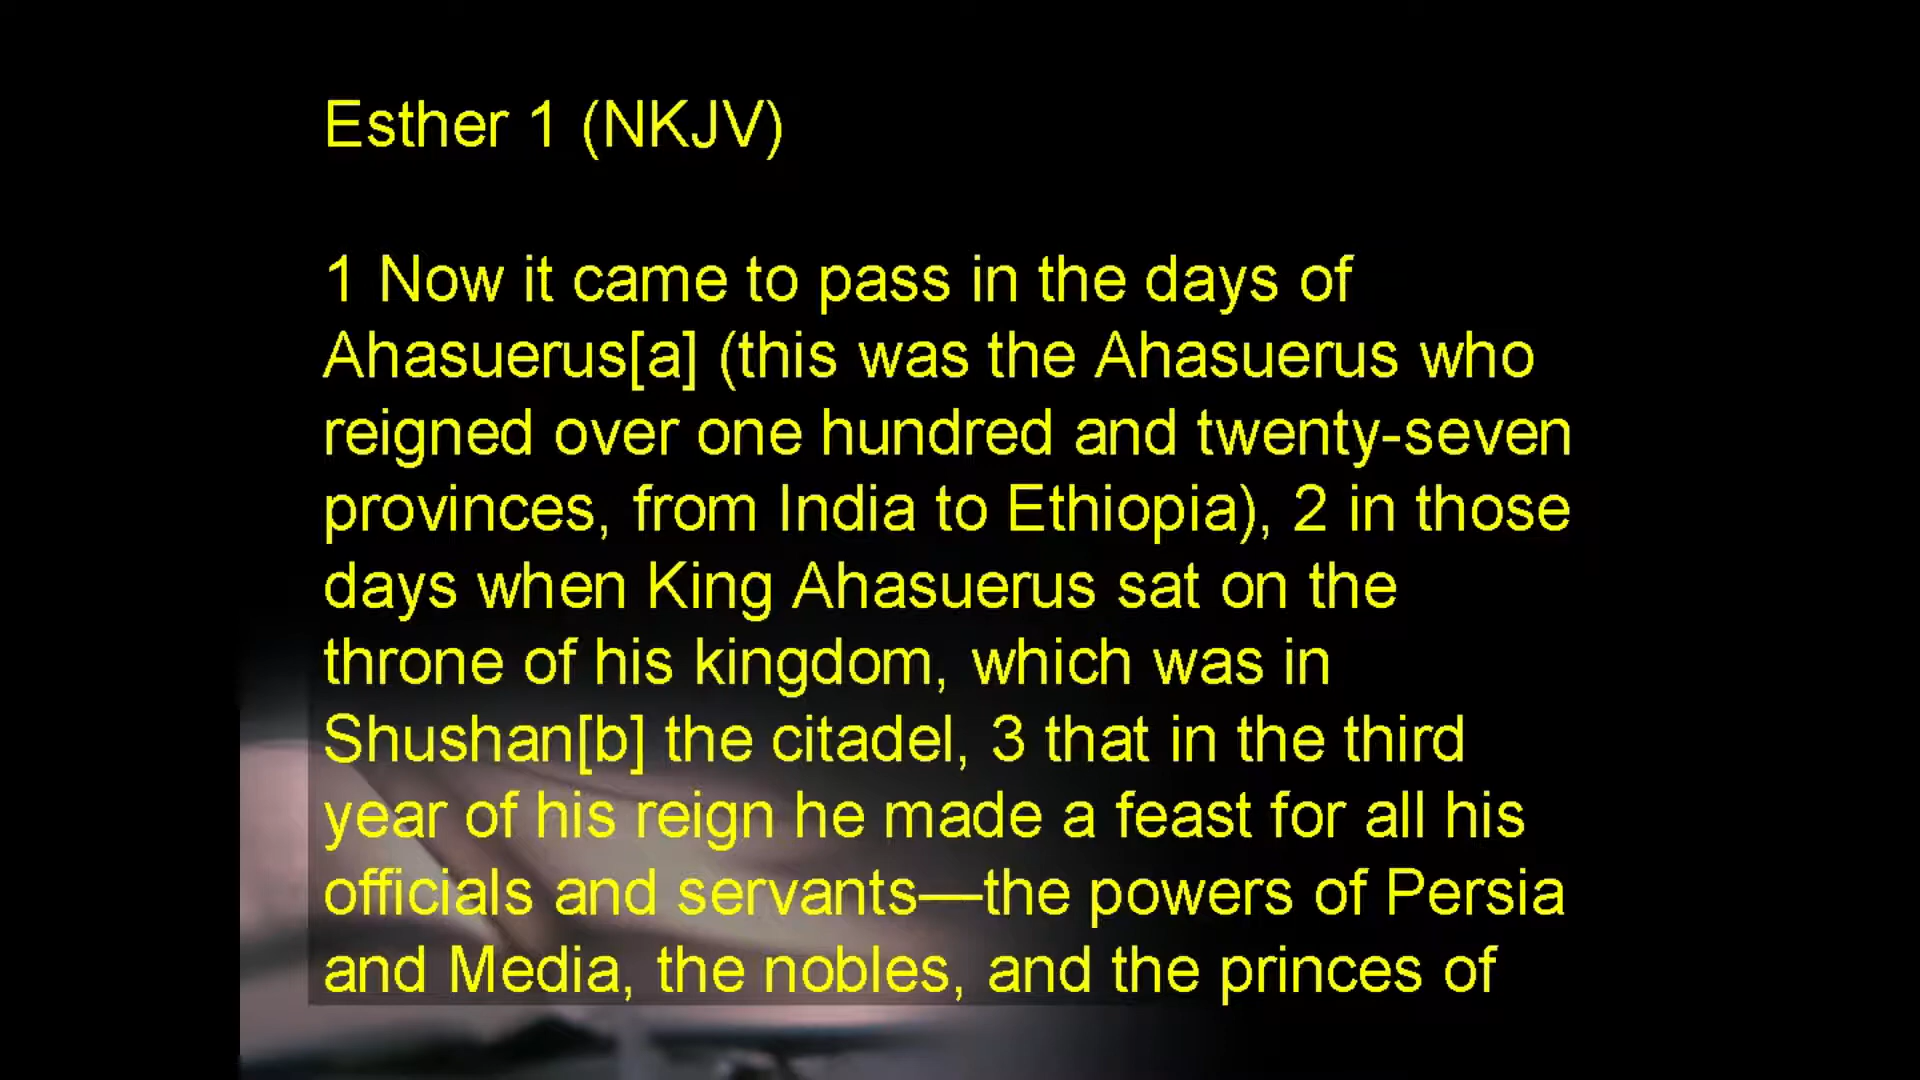 Esther 1 (NKJV)
1 Now it came to pass in the days of
Ahasuerus[a] (this was the Ahasuerus who
reigned over one hundred and twenty-seven
provinces, from India to Ethiopia), 2 in those
days when King Ahasuerus sat on the
throne of his kingdom, which was in
Shushan[b] the citadel, 3 that in the third
year of his reign he made a feast for all his
officials and servants—the powers of Persia
and Media, the nobles, and the princes of